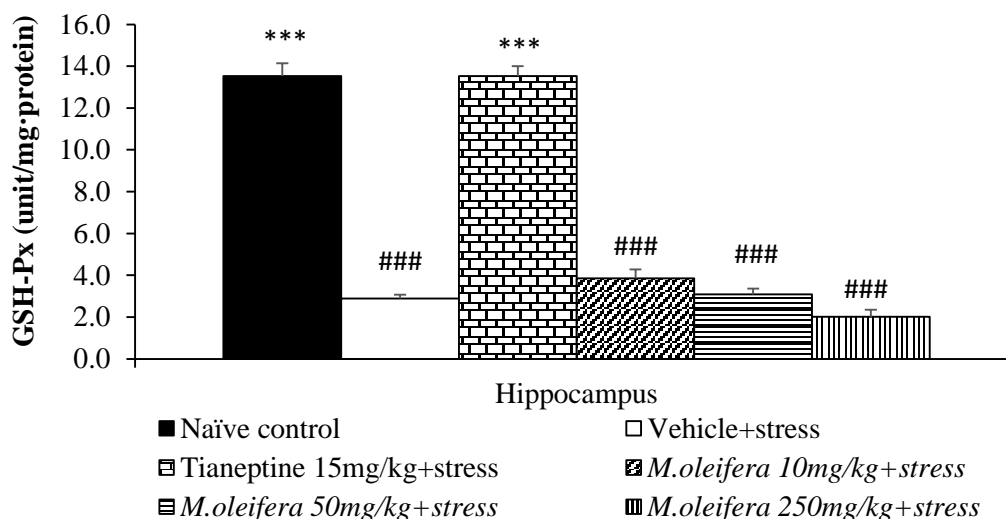 GSH-Px (unit/mg·protein)
16.0
14.0
12.0
10.0
8.0
6.0
4.0
2.0
0.0
***
###
***
###
###
###
Hippocampus
Naïve control
Vehicle+stress
Tianeptine 15mg/kg+stress
M.oleifera 10mg/kg+stress
M.oleifera 50mg/kg+stress
M.oleifera 250mg/kg+stress